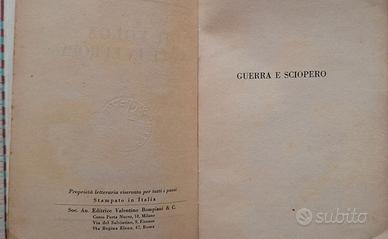 Proprietà letteraria riservata per tutti i paesi
Stampato in Italia
Soc. An. Editrice Valentino Bompiani & C.
Corso Porta Nuova, 18, Milano
Via del Salviatino, 8, Firenze
Via Regina Elena, 47, Roma
GUERRA E SCIOPERO
subito